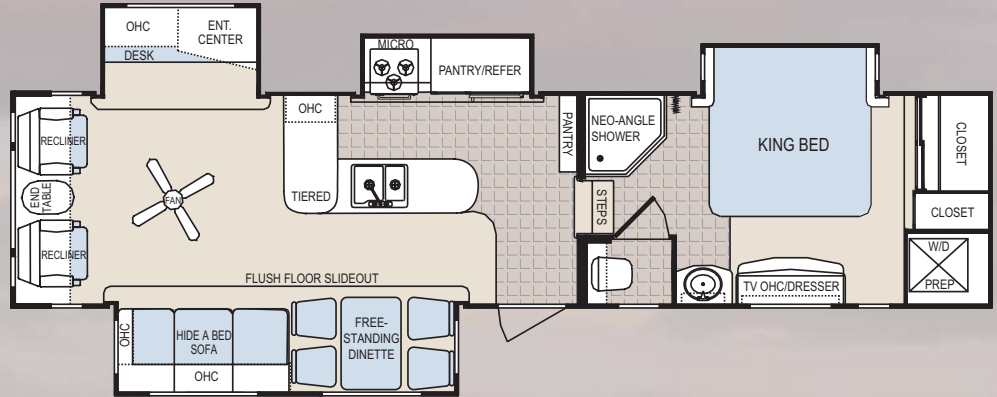 OHC
ENT.
CENTER
DESK
MICRO
PANTRY/REFER
OHC
PANTRY
NEO-ANGLE
SHOWER
KING BED
CLOSET
RECLINER
END
TABLE
FAN
TIERED
STEPS
CLOSET
RECLINER
W/D
PREP
FLUSH FLOOR SLIDEOUT
TV OHC/DRESSER
OHC
HIDE A BED
SOFA
OHC
FREE-
STANDING
DINETTE